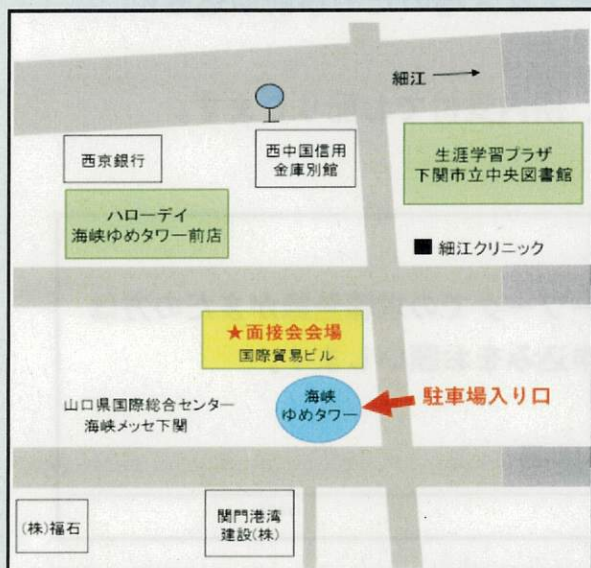 細江
西京銀行
西中国信用
金庫別館
生涯学習プラザ
下関市立中央図書館
ハローデイ
海峡ゆめタワー前店
■ 細江クリニック
★面接会会場
国際貿易ビル
海峡
ゆめタワー
駐車場入り口
山口県国際総合センター
海峡メッセ下関
(株)福石
関門港湾
建設(株)